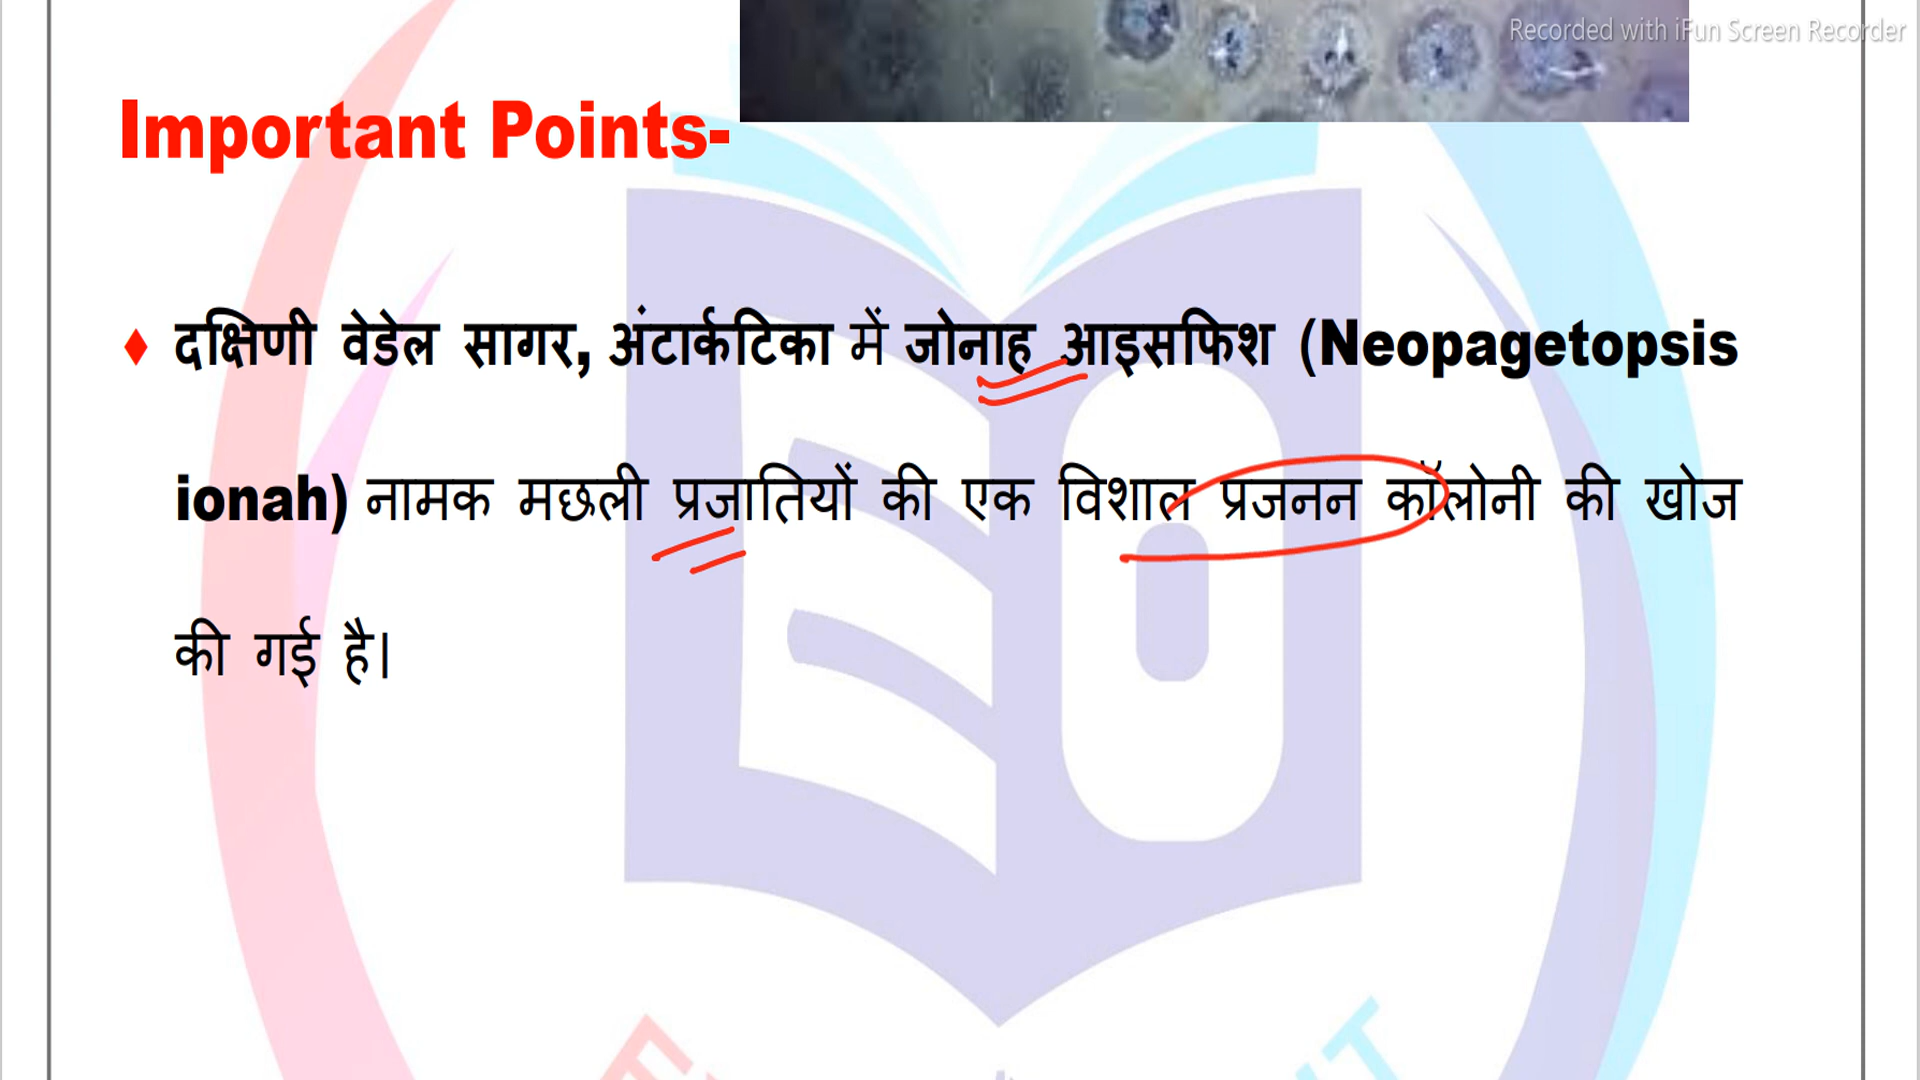 Recorded with iFun Screen Recorder
Important Points-
♦ दक्षिणी वेडेल सागर, अंटार्कटिका में जोनाह आइसफिश (Neopagetopsis
ionah) नामक मछली प्रजातियों की एक विशाल प्रजनन कॉलोनी की खोज
की गई है।